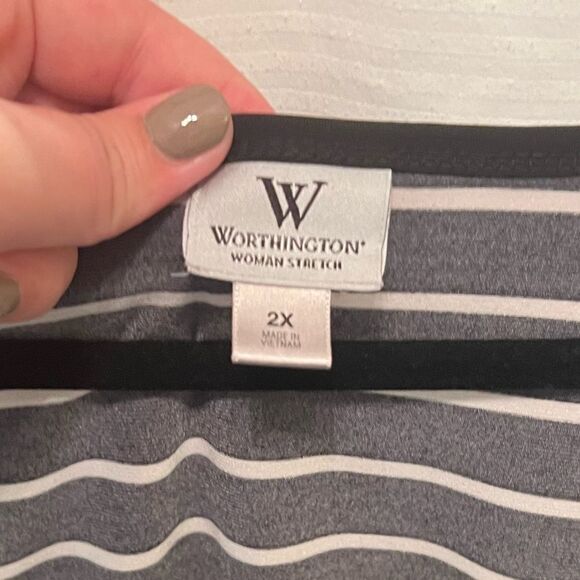 W
WORTHINGTON®
WOMAN STRETCH
2X
MADE IN
VIETNAM